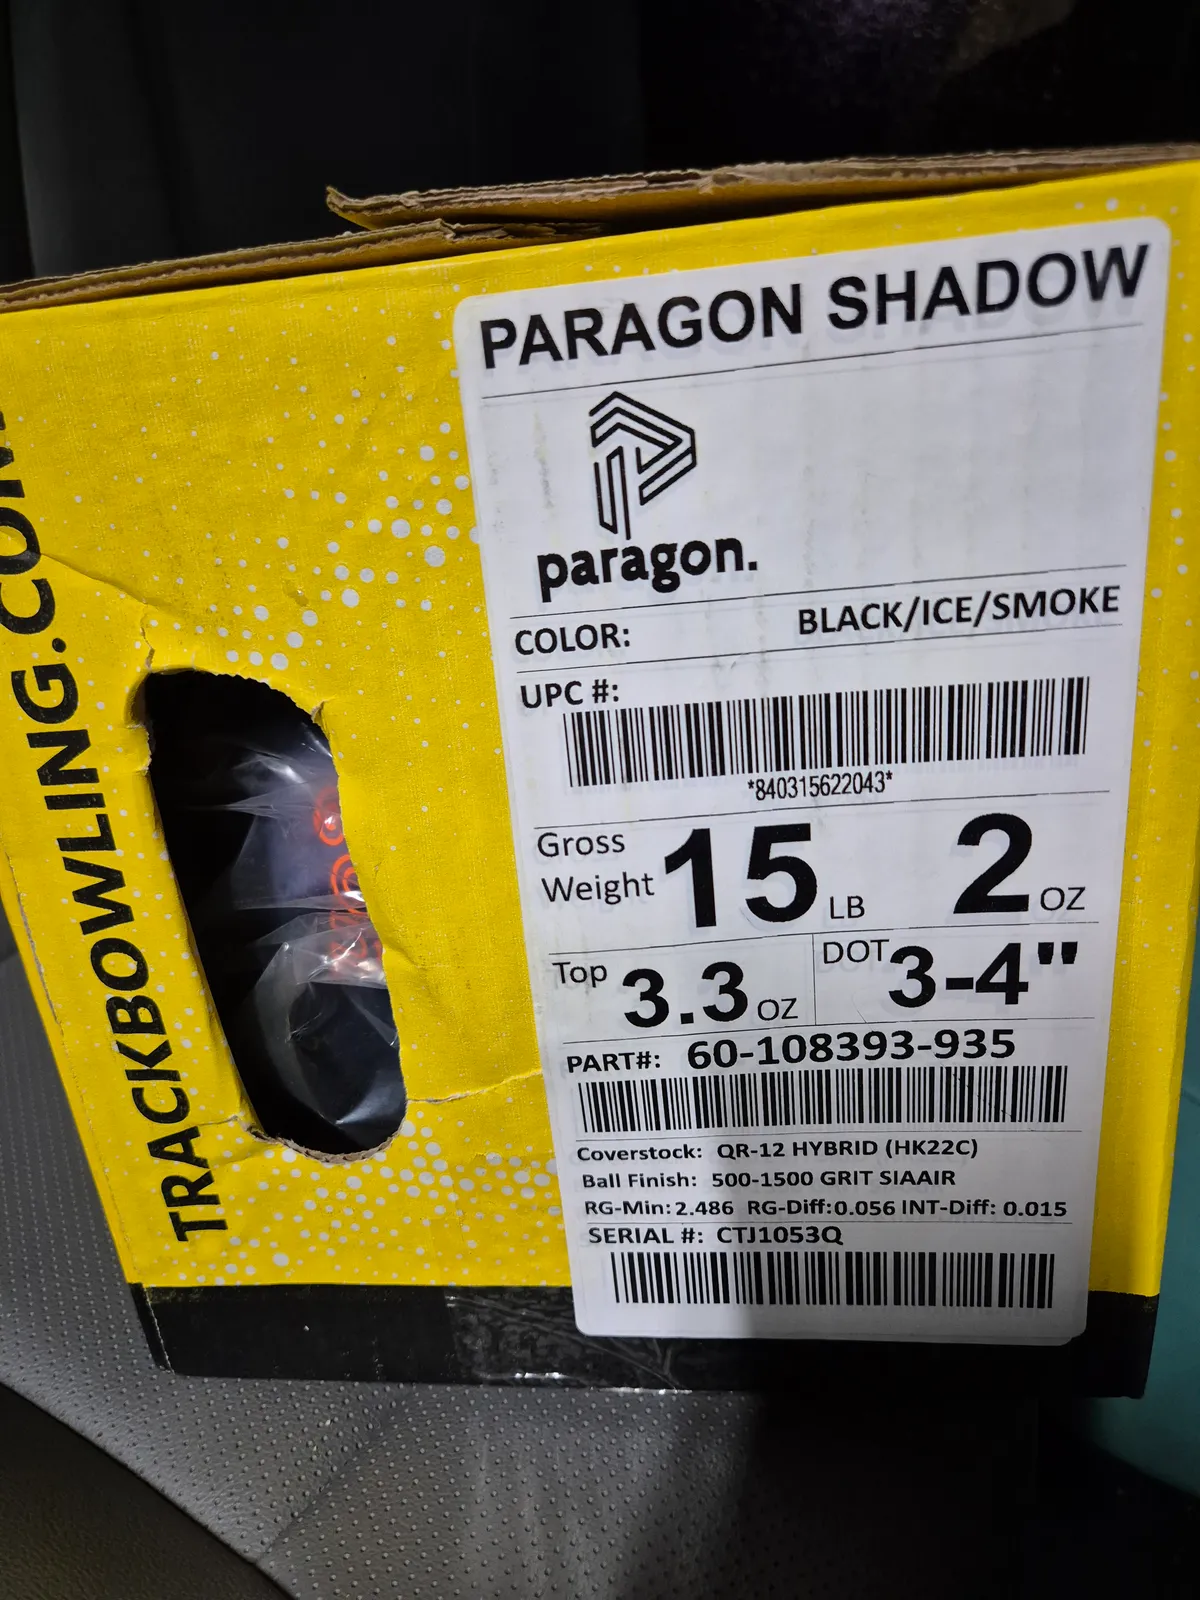 TRACKBOWLING.COM
PARAGON SHADOW
paragon.
COLOR: BLACK/ICE/SMOKE
UPC #:
*840315622043*
Gross Weight 15 LB 2 OZ
Top 3.3 OZ DOT 3-4"
PART#: 60-108393-935
Coverstock: QR-12 HYBRID (HK22C)
Ball Finish: 500-1500 GRIT SIAAIR
RG-Min: 2.486 RG-Diff: 0.056 INT-Diff: 0.015
SERIAL #: CTJ1053Q